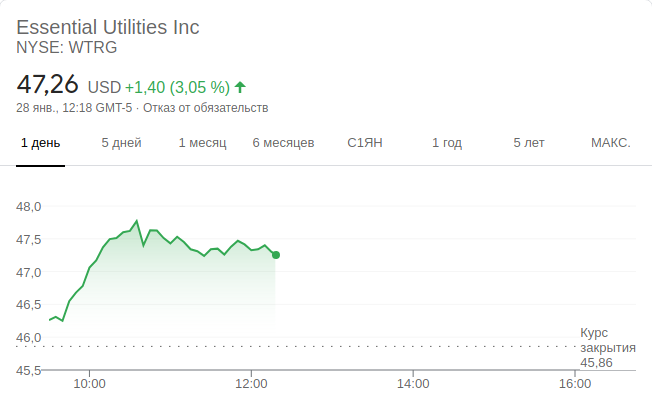 Essential Utilities Inc
NYSE: WTRG
47,26 USD +1,40 (3,05 %)
28 янв., 12:18 GMT-5 · Отказ от обязательств
1 день 5 дней 1 месяц 6 месяцев С1ЯН 1 год 5 лет МАКС.
48,0
47,5
47,0
46,5
46,0
45,5
Курс
закрытия
45,86
10:00 12:00 14:00 16:00